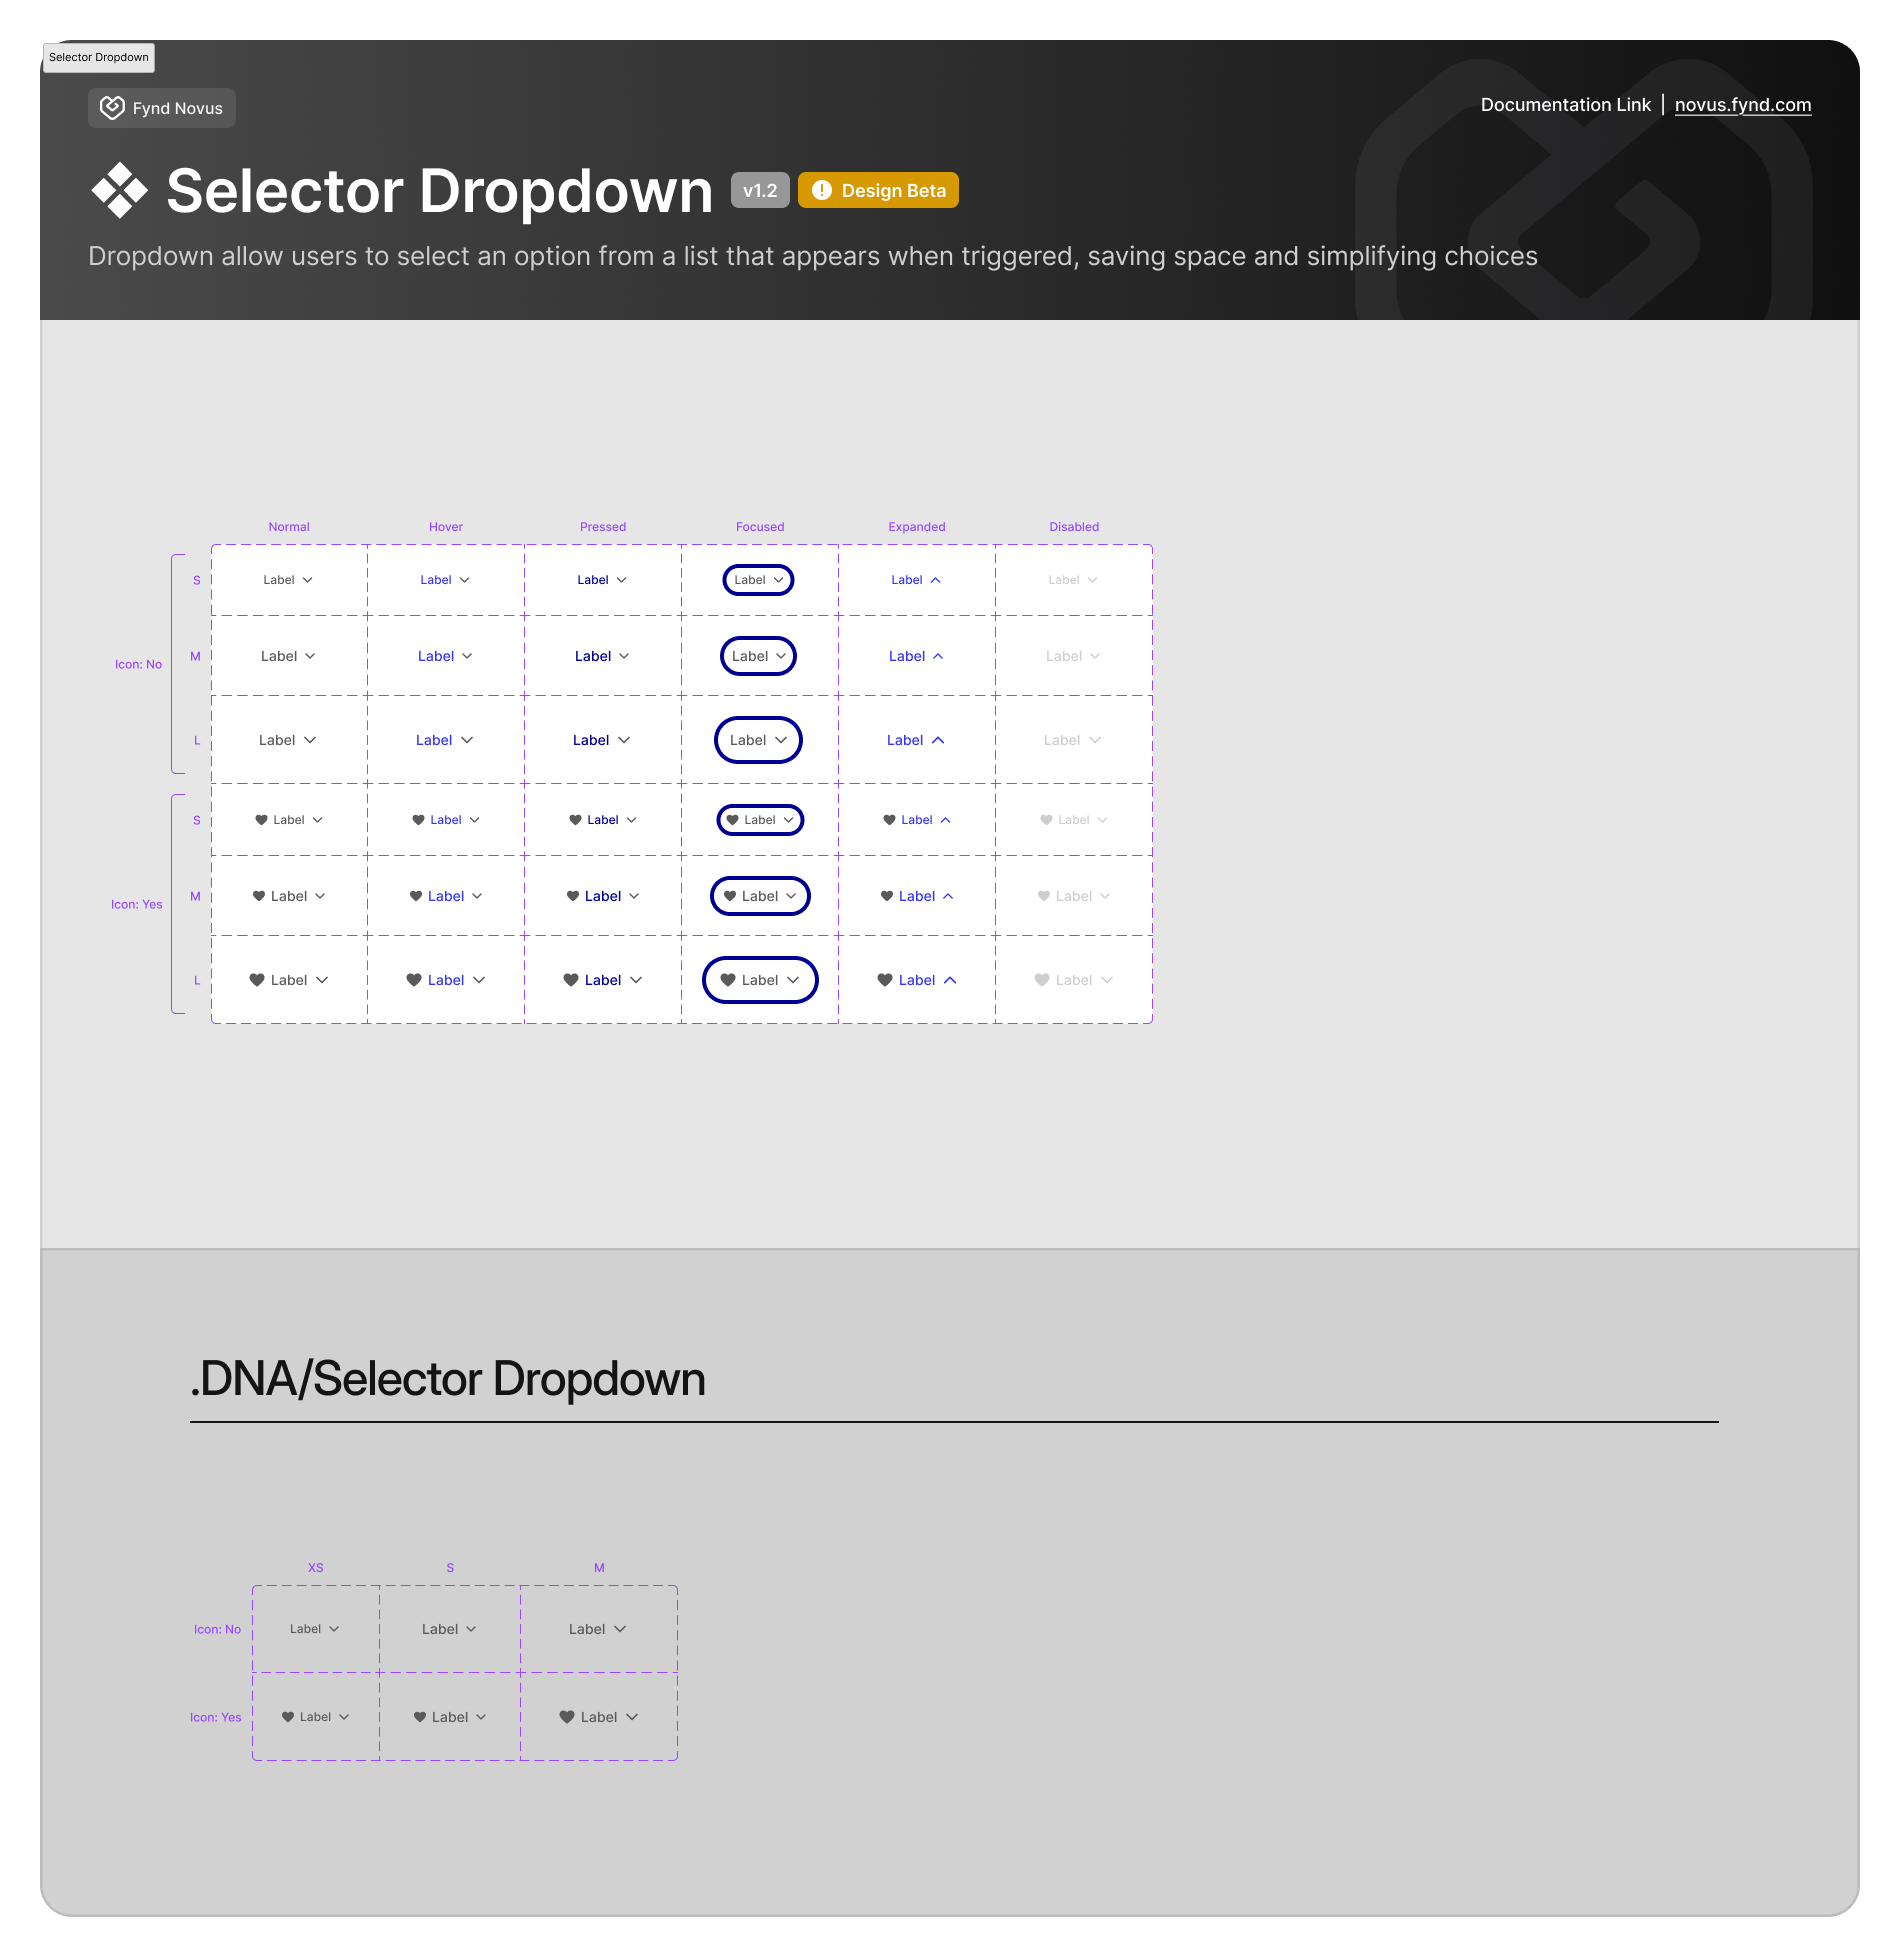 Selector Dropdown
Fynd Novus
Documentation Link | novus.fynd.com
Selector Dropdown v1.2 Design Beta
Dropdown allow users to select an option from a list that appears when triggered, saving space and simplifying choices
Normal Hover Pressed Focused Expanded Disabled
S Label Label Label Label Label Label
M Label Label Label Label Label Label
Icon: No
L Label Label Label Label Label Label
S Label Label Label Label Label Label
M Label Label Label Label Label Label
Icon: Yes
L Label Label Label Label Label Label
.DNA/Selector Dropdown
XS S M
Icon: No Label Label Label
Icon: Yes Label Label Label